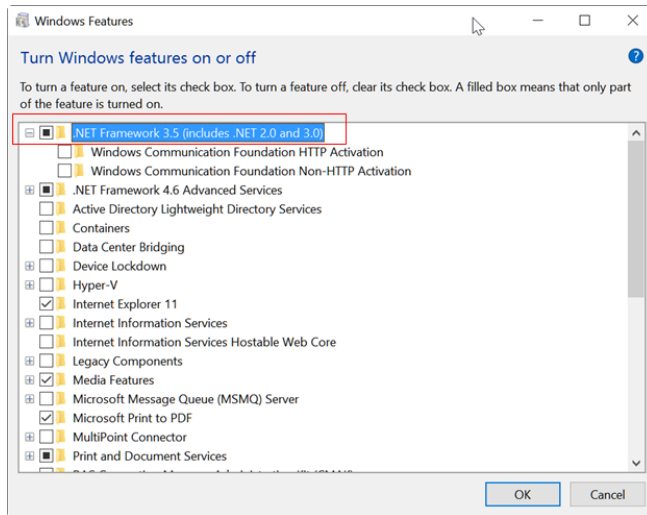 Windows Features
Turn Windows features on or off
To turn a feature on, select its check box. To turn a feature off, clear its check box. A filled box means that only part
of the feature is turned on.
.NET Framework 3.5 (includes .NET 2.0 and 3.0)
Windows Communication Foundation HTTP Activation
Windows Communication Foundation Non-HTTP Activation
.NET Framework 4.6 Advanced Services
Active Directory Lightweight Directory Services
Containers
Data Center Bridging
Device Lockdown
Hyper-V
Internet Explorer 11
Internet Information Services
Internet Information Services Hostable Web Core
Legacy Components
Media Features
Microsoft Message Queue (MSMQ) Server
Microsoft Print to PDF
MultiPoint Connector
Print and Document Services
OK
Cancel